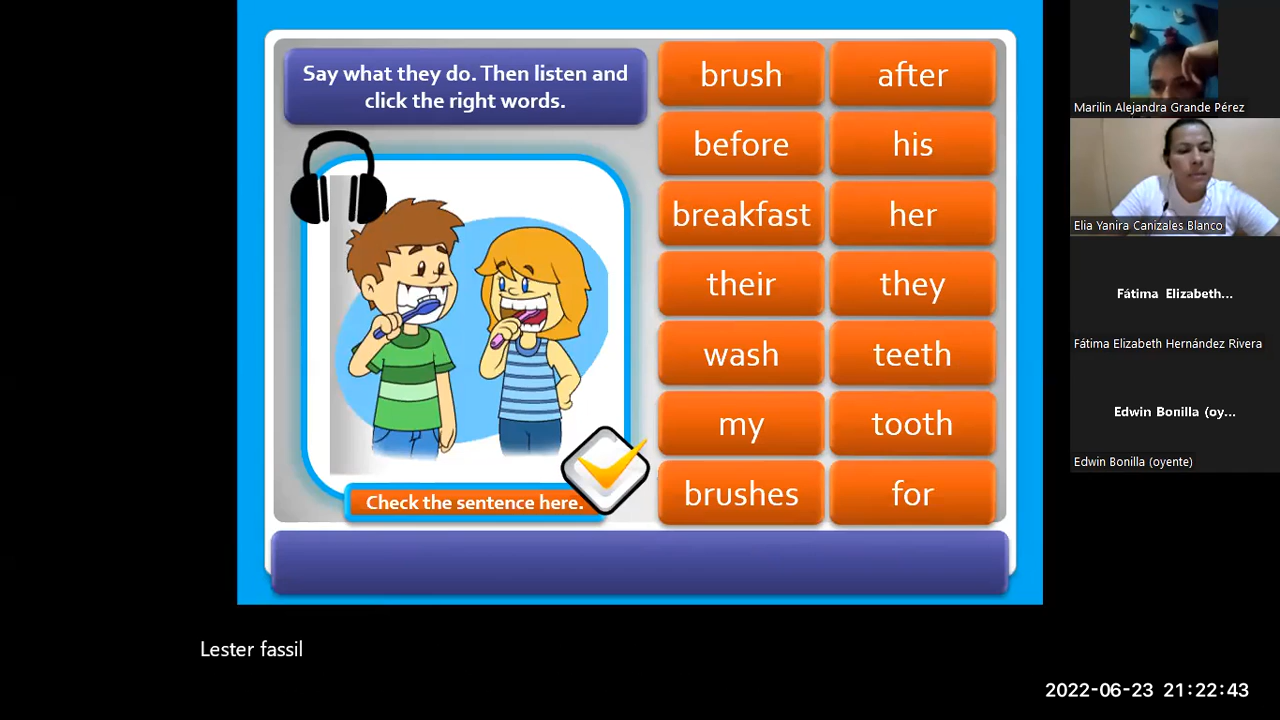 Say what they do. Then listen and
click the right words.
Check the sentence here.
brush
after
before
his
breakfast
her
their
they
wash
teeth
my
tooth
brushes
for
Marilin Alejandra Grande Pérez
Elia Yanira Canizales Blanco
Fátima Elizabeth...
Fátima Elizabeth Hernández Rivera
Edwin Bonilla (oy...
Edwin Bonilla (oyente)
Lester fassil
2022-06-23 21:22:43